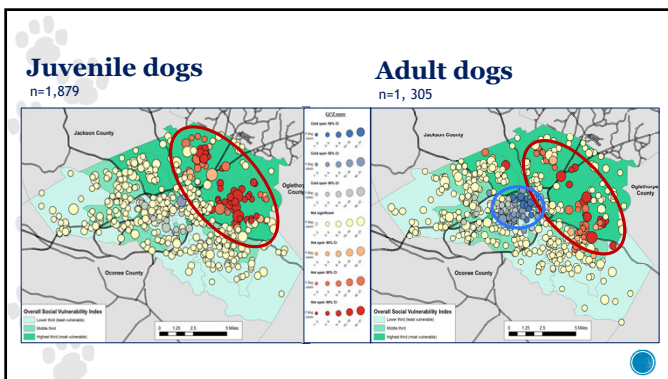 Juvenile dogs
n=1,879
Adult dogs
n=1, 305
Jackson County
Oglethorpe
Oconee County
Overall Social Vulnerability Index
Lower third (least vulnerable)
Middle third
Highest third (most vulnerable)
0 1.25 2.5 5 Miles
Cold spot- 99% CI
Cold spot- 95% CI
Cold spot- 90% CI
Not significant
Hot spot- 90% CI
Hot spot- 95% CI
Hot spot- 99% CI
Jackson County
Oglethorpe
Oconee County
Overall Social Vulnerability Index
Lower third (least vulnerable)
Middle third
Highest third (most vulnerable)
0 1.25 2.5 5 Miles